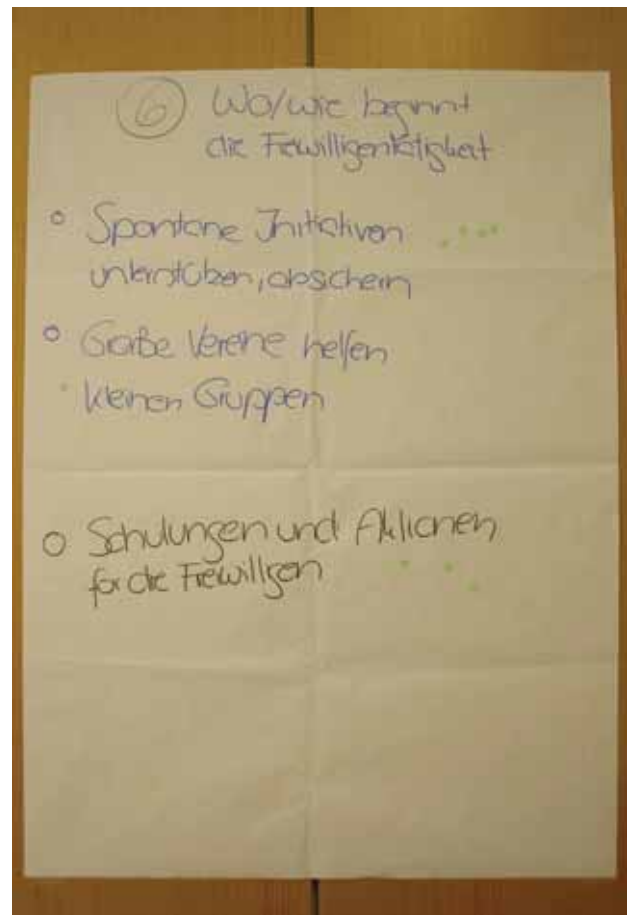 6 Wo/wie beginnt
die Freiwilligentätigkeit
o Spontane Initiativen
unterstützen, absichern
o Große Vereine helfen
kleinen Gruppen
o Schulungen und Aktionen
für die Freiwilligen